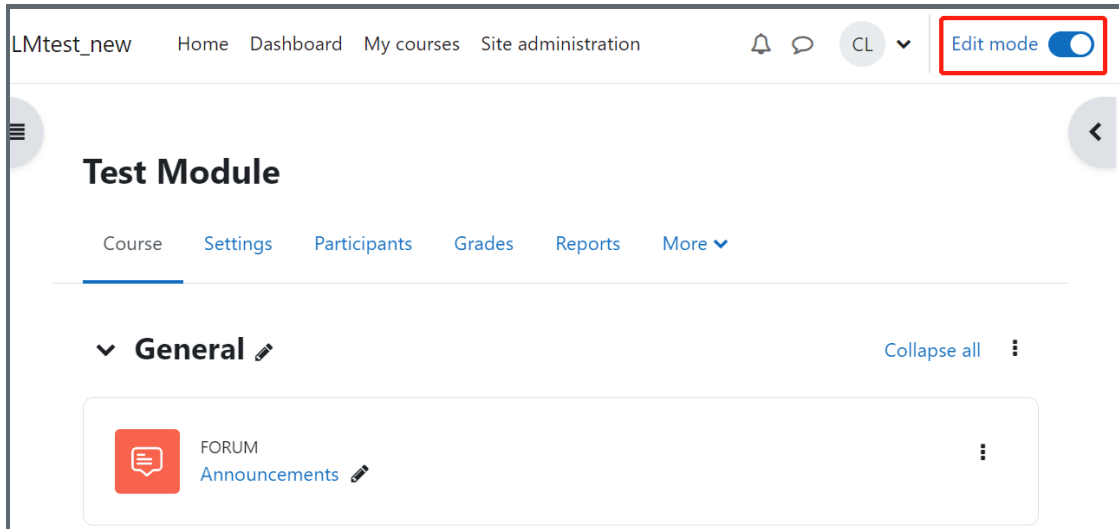 LMtest_new Home Dashboard My courses Site administration CL Edit mode
Test Module
Course Settings Participants Grades Reports More
General Collapse all
FORUM
Announcements